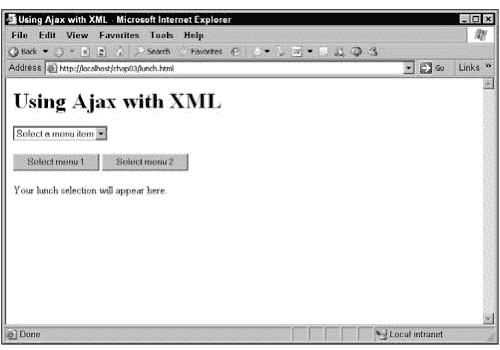 Using Ajax with XML - Microsoft Internet Explorer
File Edit View Favorites Tools Help
Back Search Favorites
Address http://localhost/chap03/lunch.html Go Links »
Using Ajax with XML
Select a menu item
Select menu 1 Select menu 2
Your lunch selection will appear here.
Done Local intranet